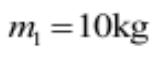 m₁ = 10kg